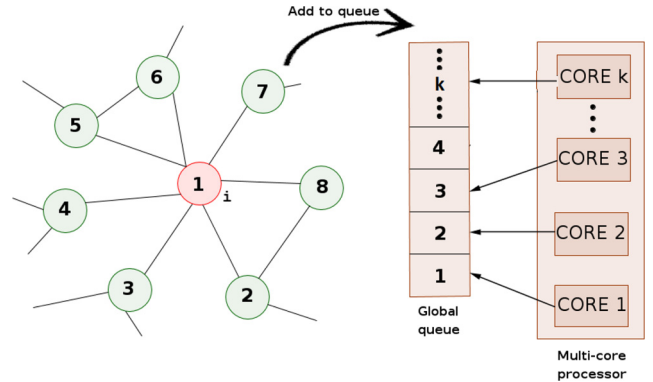 Add to queue
6
7
5
1
i
8
4
3
2
k
4
3
2
1
Global
queue
CORE k
CORE 3
CORE 2
CORE 1
Multi-core
processor